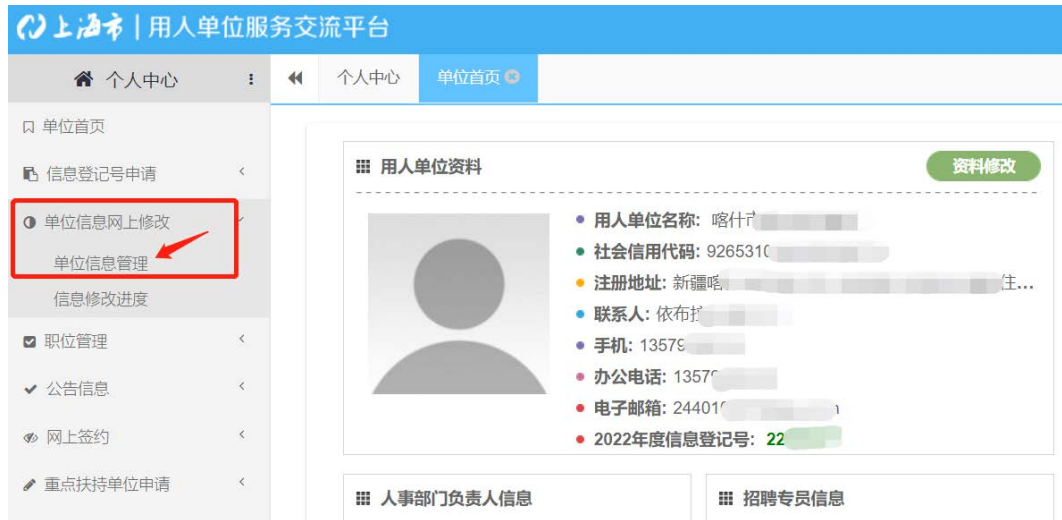 上海市 | 用人单位服务交流平台
个人中心
个人中心
单位首页
单位首页
信息登记号申请
单位信息网上修改
单位信息管理
信息修改进度
职位管理
公告信息
网上签约
重点扶持单位申请
用人单位资料
资料修改
用人单位名称: 喀什市
社会信用代码: 9265310
注册地址: 新疆喀 住...
联系人: 依布拉
手机: 13579
办公电话: 13579
电子邮箱: 24401
2022年度信息登记号: 22
人事部门负责人信息
招聘专员信息